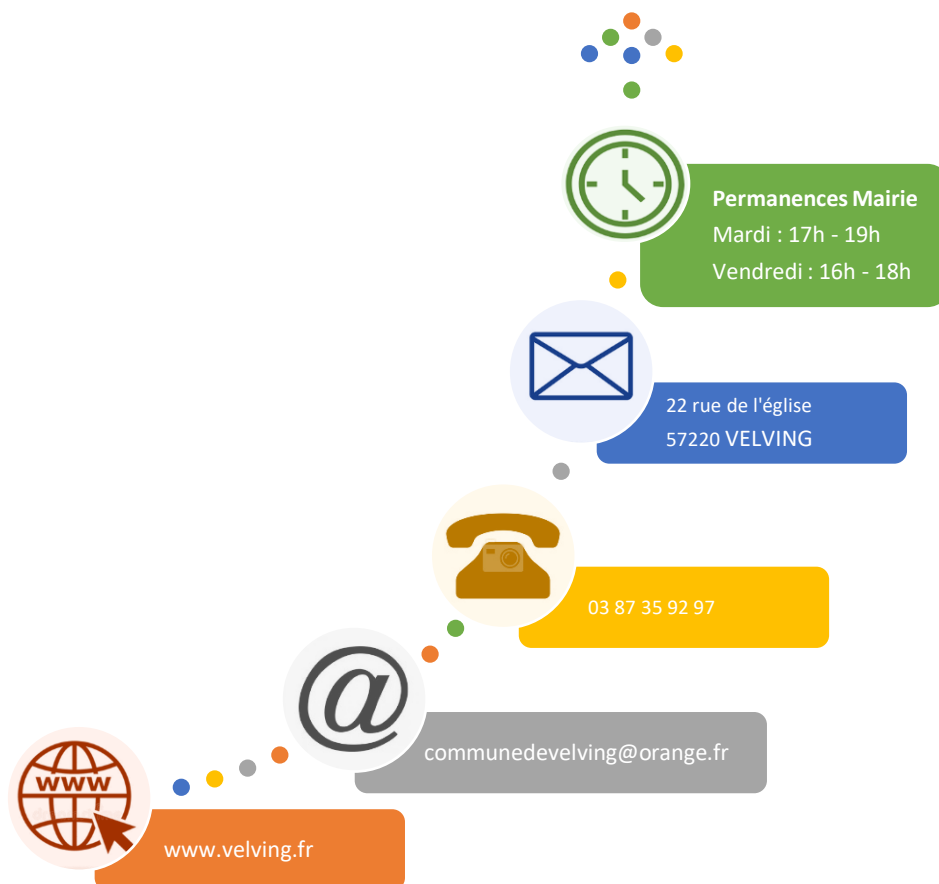 Permanences Mairie
Mardi : 17h - 19h
Vendredi : 16h - 18h
22 rue de l'église
57220 VELVING
03 87 35 92 97
@
communedevelving@orange.fr
www
www.velving.fr